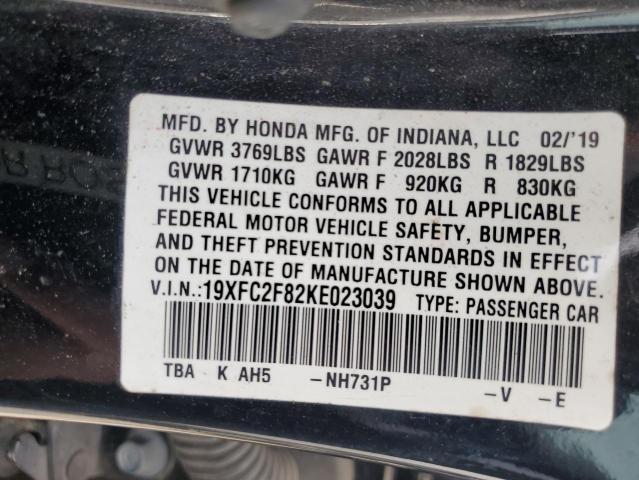 MFD. BY HONDA MFG. OF INDIANA, LLC 02/'19
GVWR 3769LBS GAWR F 2028LBS R 1829LBS
GVWR 1710KG GAWR F 920KG R 830KG
THIS VEHICLE CONFORMS TO ALL APPLICABLE
FEDERAL MOTOR VEHICLE SAFETY, BUMPER,
AND THEFT PREVENTION STANDARDS IN EFFECT
ON THE DATE OF MANUFACTURE SHOWN ABOVE.
V.I.N.:19XFC2F82KE023039 TYPE: PASSENGER CAR
TBA K AH5 -NH731P -V -E